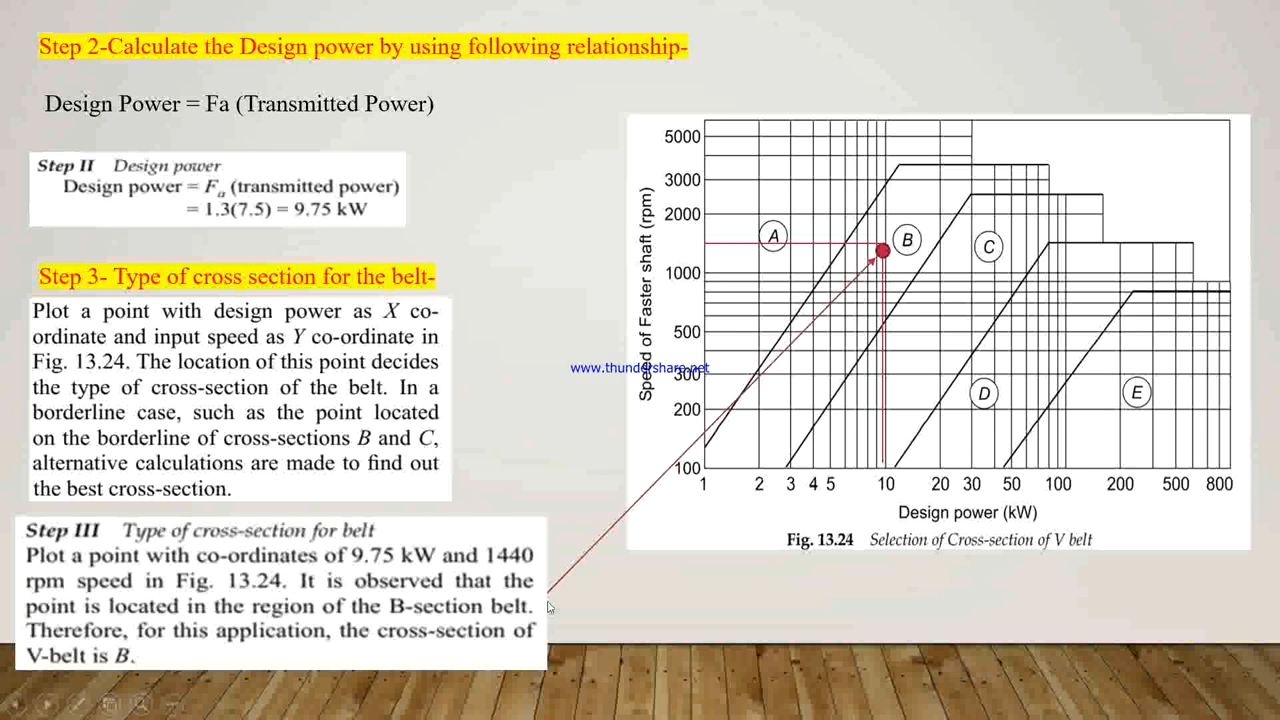 Step 2-Calculate the Design power by using following relationship-
Design Power = Fa (Transmitted Power)
Step II Design power
Design power = Fa (transmitted power)
= 1.3(7.5) = 9.75 kW
Step 3- Type of cross section for the belt-
Plot a point with design power as X co-
ordinate and input speed as Y co-ordinate in
Fig. 13.24. The location of this point decides
the type of cross-section of the belt. In a
borderline case, such as the point located
on the borderline of cross-sections B and C,
alternative calculations are made to find out
the best cross-section.
Step III Type of cross-section for belt
Plot a point with co-ordinates of 9.75 kW and 1440
rpm speed in Fig. 13.24. It is observed that the
point is located in the region of the B-section belt.
Therefore, for this application, the cross-section of
V-belt is B.
www.thundershare.net
Speed of Faster shaft (rpm)
5000
3000
2000
1000
500
300
200
100
A
B
C
D
E
1 2 3 4 5 10 20 30 50 100 200 500 800
Design power (kW)
Fig. 13.24 Selection of Cross-section of V belt